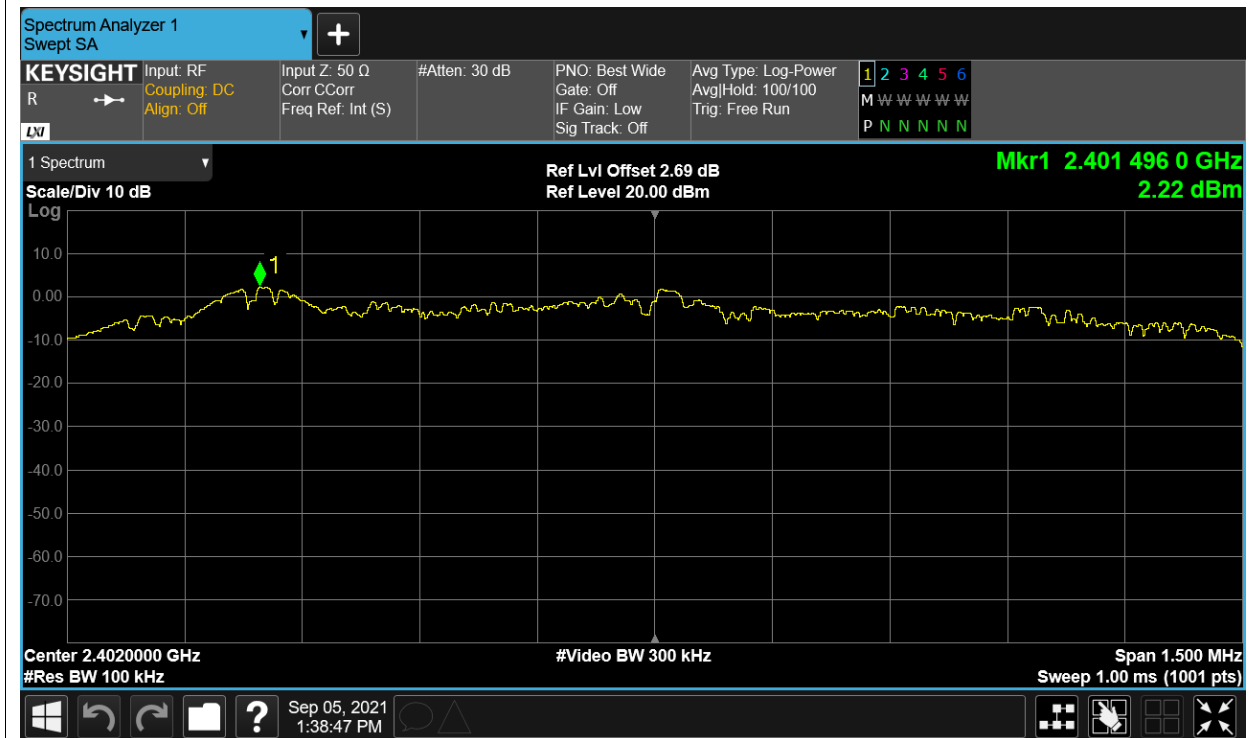 Spectrum Analyzer 1
Swept SA
KEYSIGHT
R
LXI
Input: RF
Coupling: DC
Align: Off
Input Z: 50 Ω
Corr CCorr
Freq Ref: Int (S)
#Atten: 30 dB
PNO: Best Wide
Gate: Off
IF Gain: Low
Sig Track: Off
Avg Type: Log-Power
Avg|Hold: 100/100
Trig: Free Run
1 2 3 4 5 6
M W W W W W
P N N N N N
1 Spectrum
Scale/Div 10 dB
Ref Lvl Offset 2.69 dB
Ref Level 20.00 dBm
Mkr1 2.401 496 0 GHz
2.22 dBm
Log
10.0
0.00
-10.0
-20.0
-30.0
-40.0
-50.0
-60.0
-70.0
1
Center 2.4020000 GHz
#Res BW 100 kHz
#Video BW 300 kHz
Span 1.500 MHz
Sweep 1.00 ms (1001 pts)
?
Sep 05, 2021
1:38:47 PM